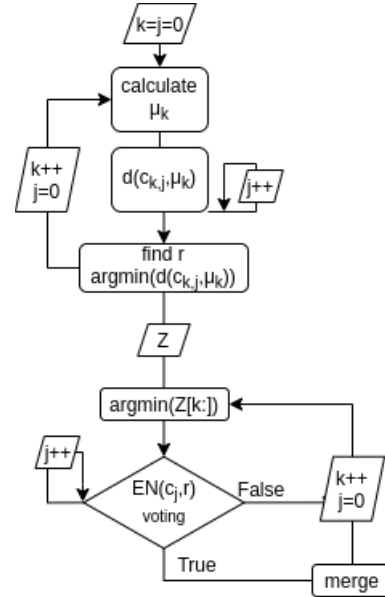 k=j=0
calculate
μk
k++
j=0
d(ck,j,μk)
j++
find r
argmin(d(ck,j,μk))
Z
argmin(Z[k:])
j++
EN(cj,r)
voting
False
k++
j=0
True
merge